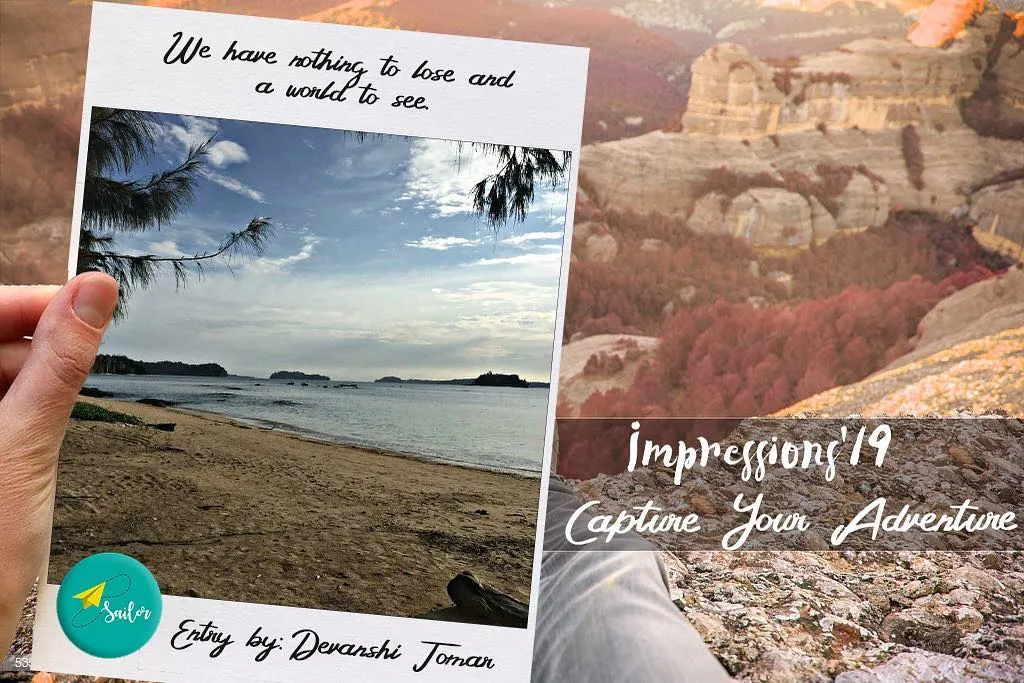 We have nothing to lose and
a world to see.
Impressions'19
Capture Your Adventure
Sailor
Entry by: Devanshi Tomar